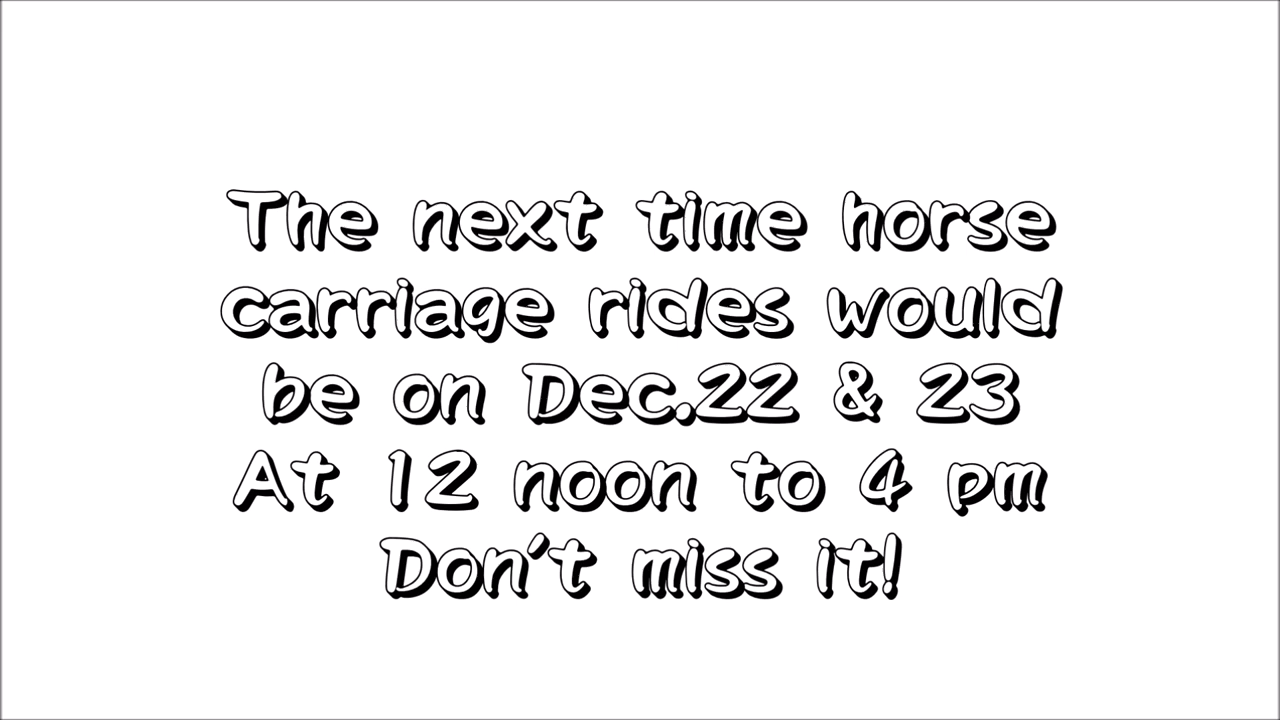 The next time horse
carriage rides would
be on Dec.22 & 23
At 12 noon to 4 pm
Don't miss it!